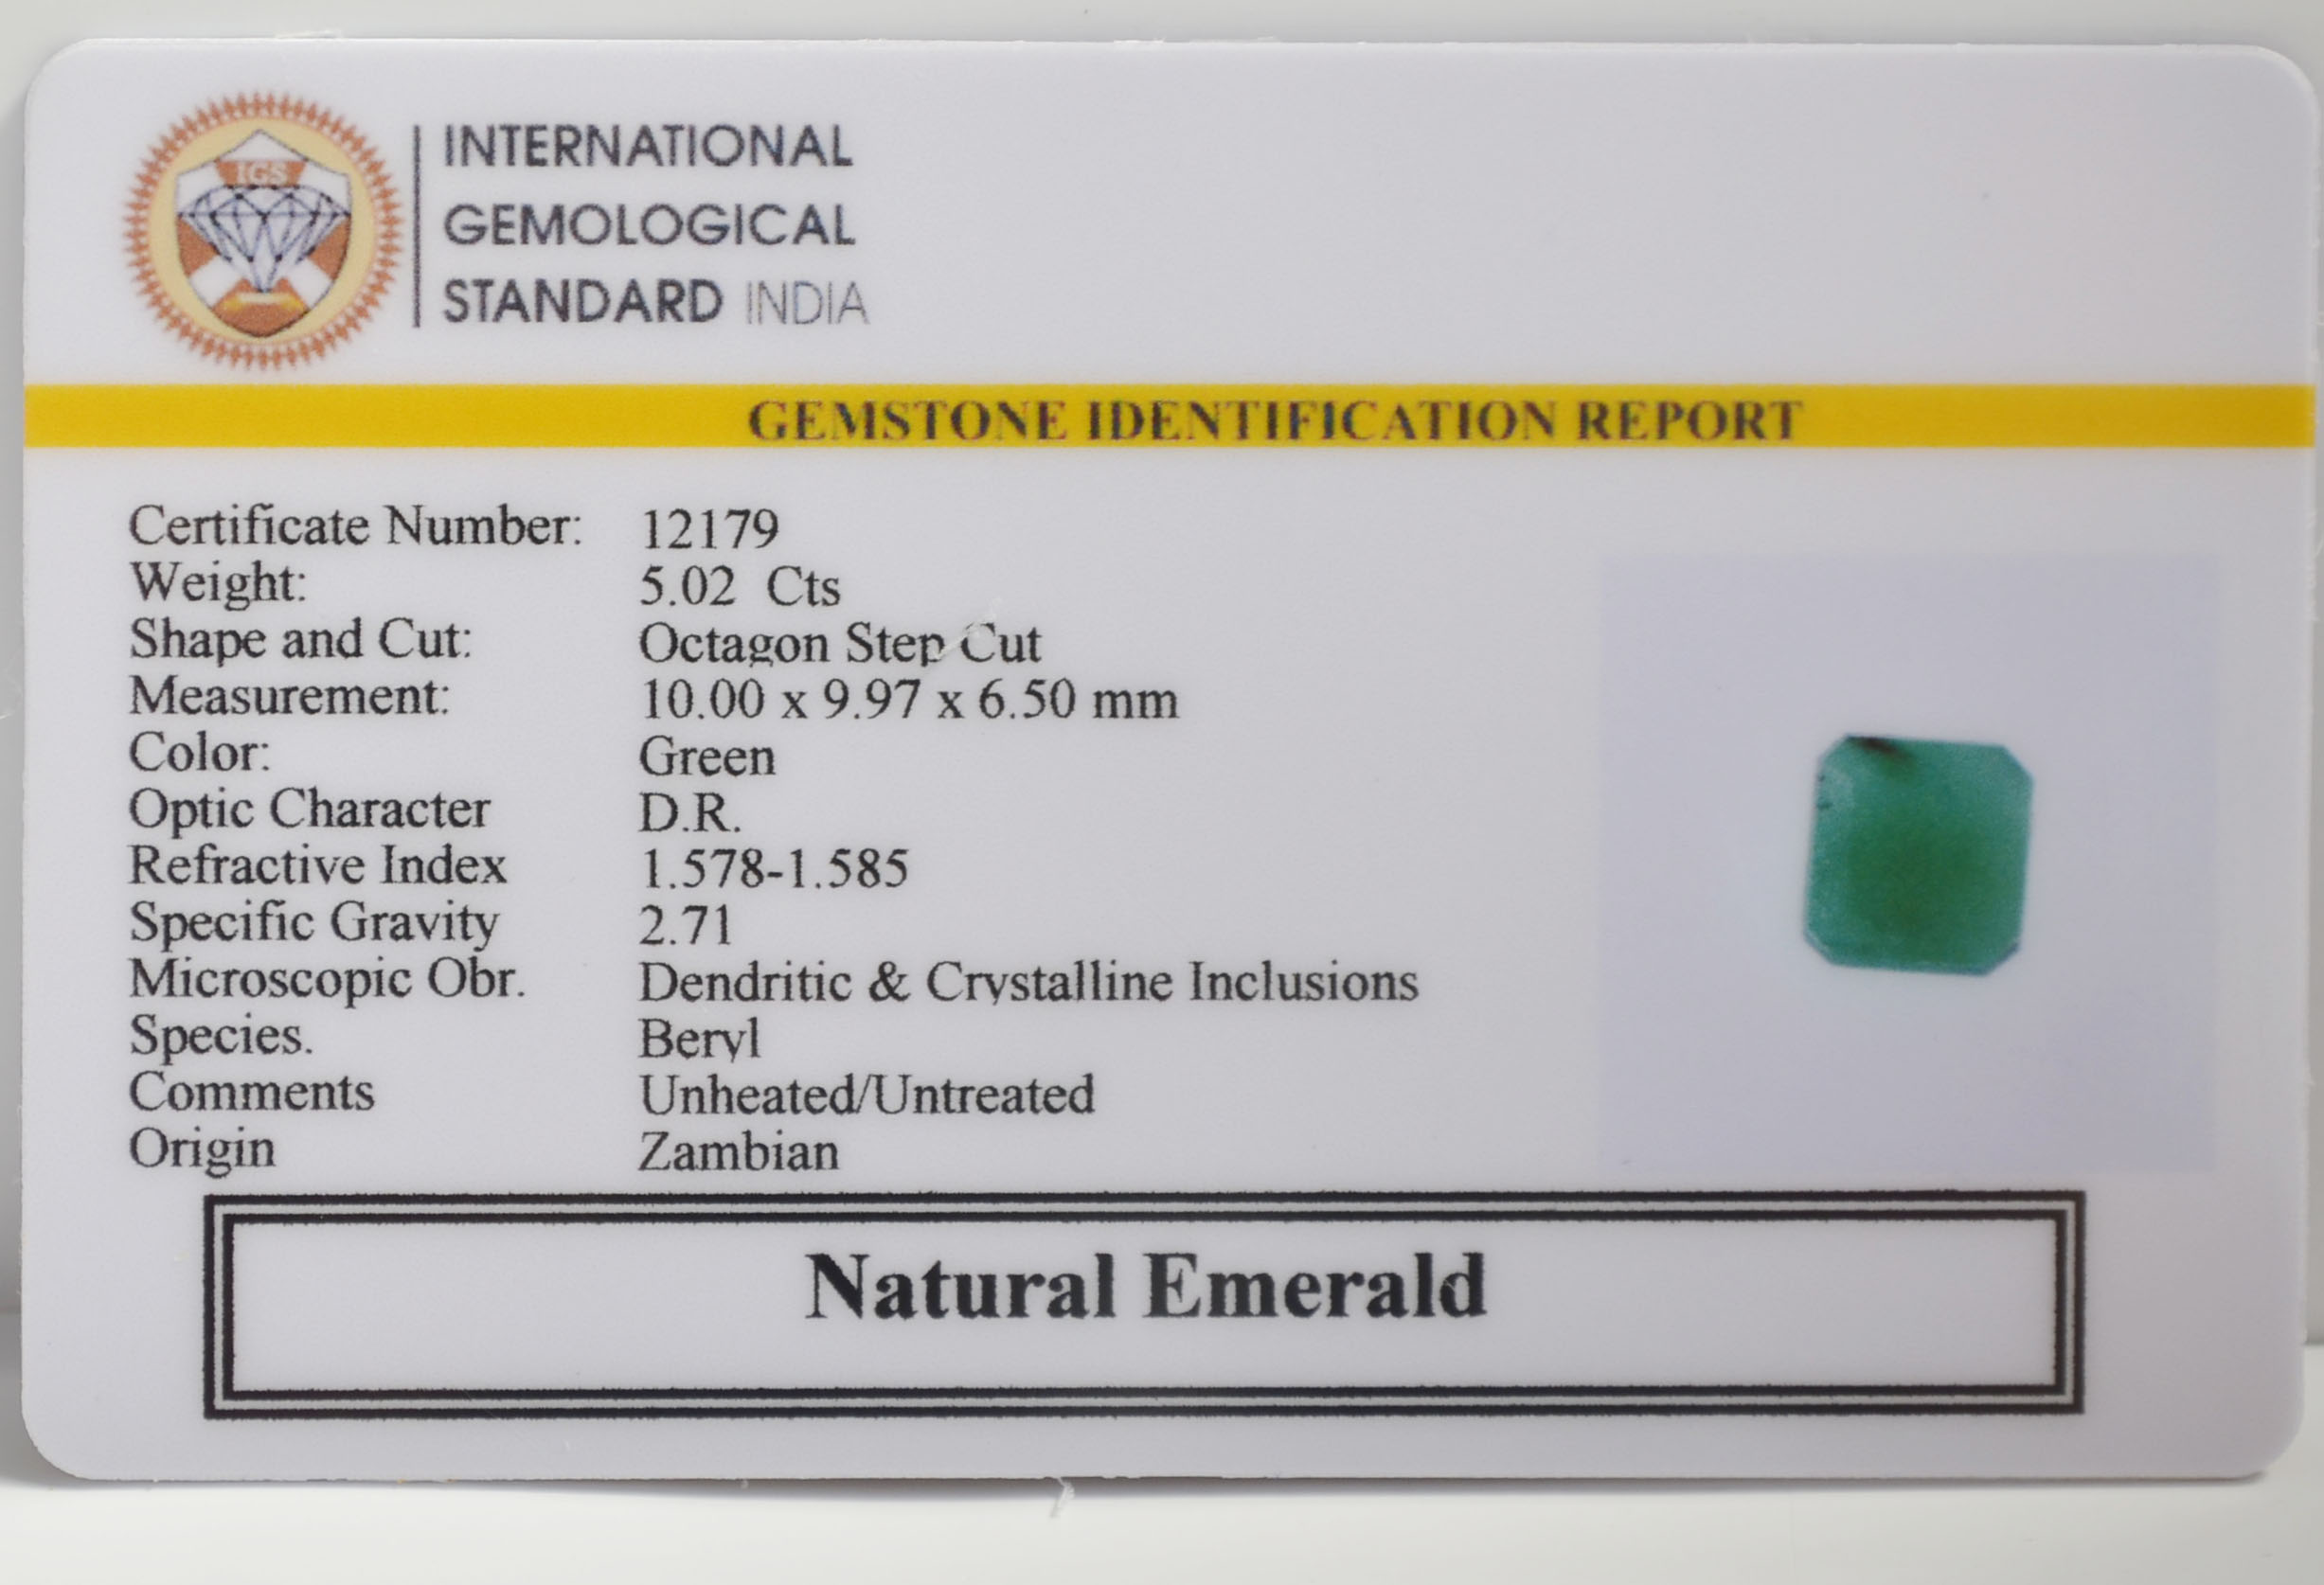 IGS
INTERNATIONAL
GEMOLOGICAL
STANDARD INDIA
GEMSTONE IDENTIFICATION REPORT
Certificate Number: 12179
Weight: 5.02 Cts
Shape and Cut: Octagon Step Cut
Measurement: 10.00 x 9.97 x 6.50 mm
Color: Green
Optic Character D.R.
Refractive Index 1.578-1.585
Specific Gravity 2.71
Microscopic Obr. Dendritic & Crystalline Inclusions
Species. Beryl
Comments Unheated/Untreated
Origin Zambian
Natural Emerald